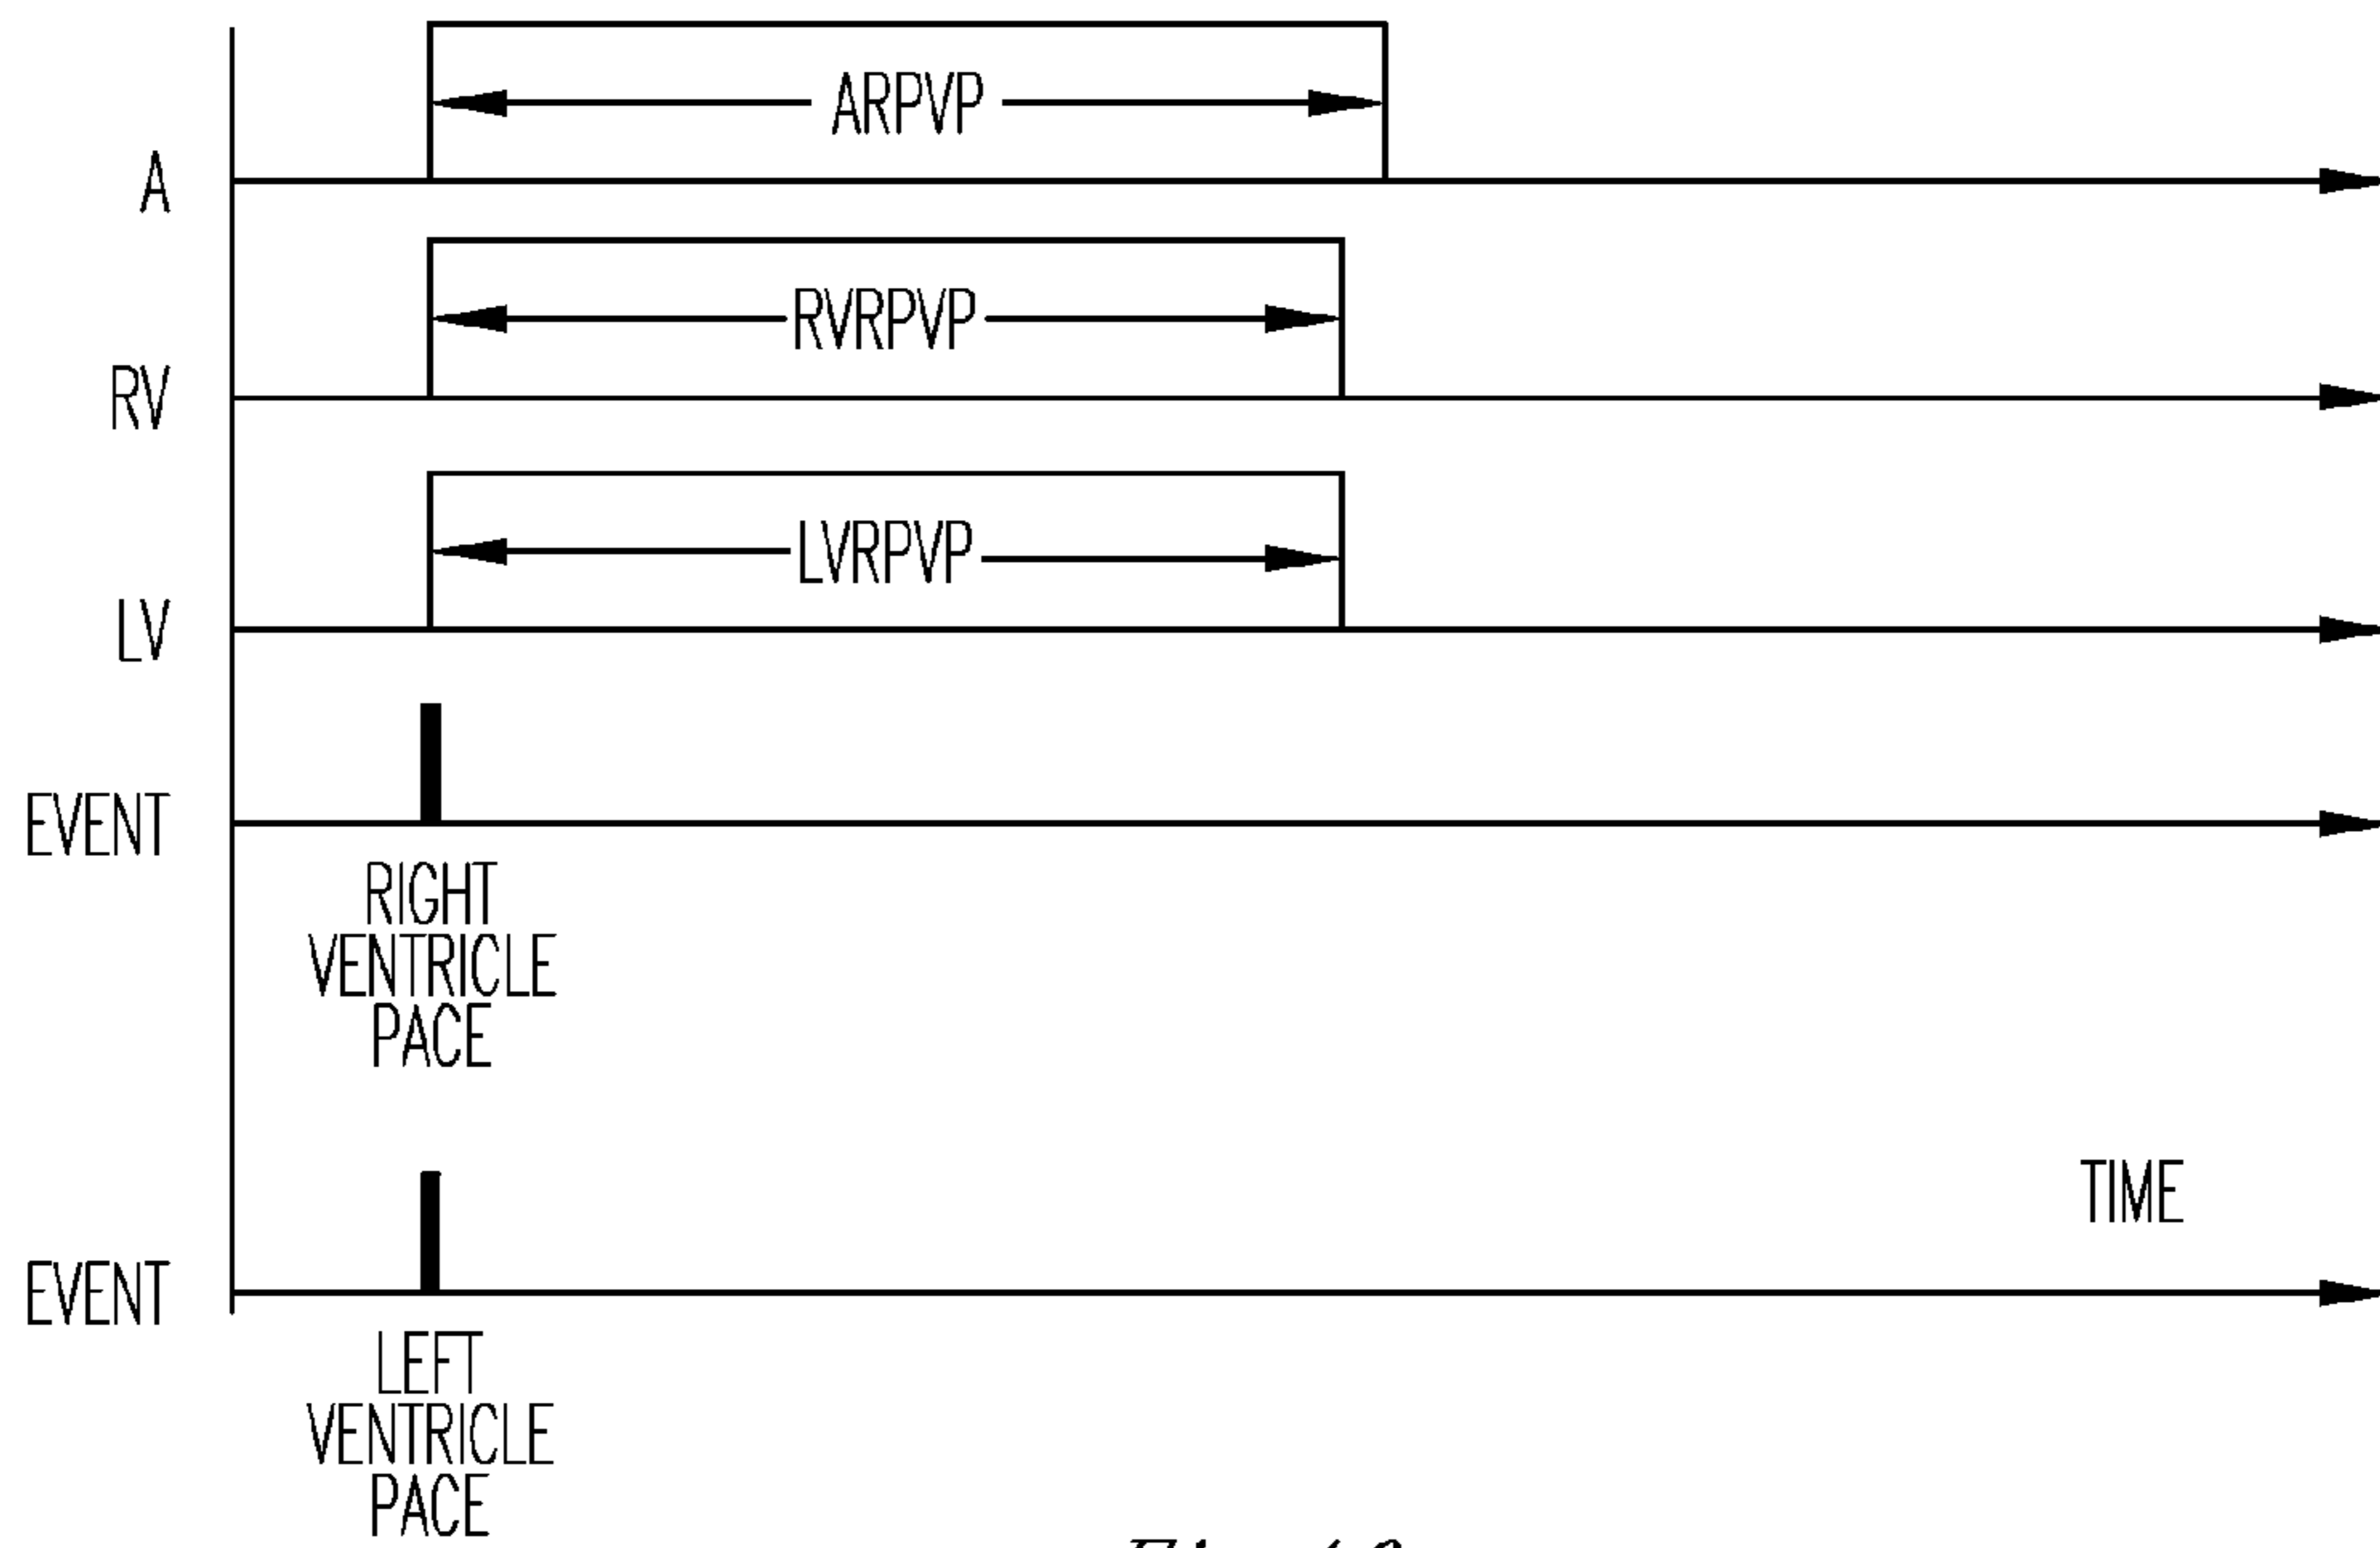 ARPVP
A
RVRPVP
RV
LVRPVP
LV
EVENT
RIGHT
VENTRICLE
PACE
TIME
EVENT
LEFT
VENTRICLE
PACE